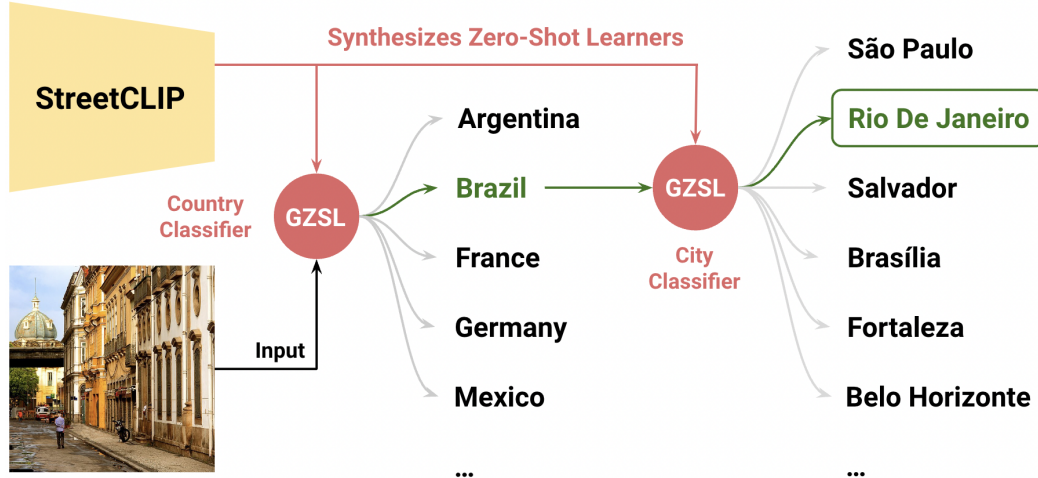 Synthesizes Zero-Shot Learners
StreetCLIP
Country
Classifier
GZSL
Input
Argentina
Brazil
France
Germany
Mexico
...
GZSL
City
Classifier
São Paulo
Rio De Janeiro
Salvador
Brasília
Fortaleza
Belo Horizonte
...